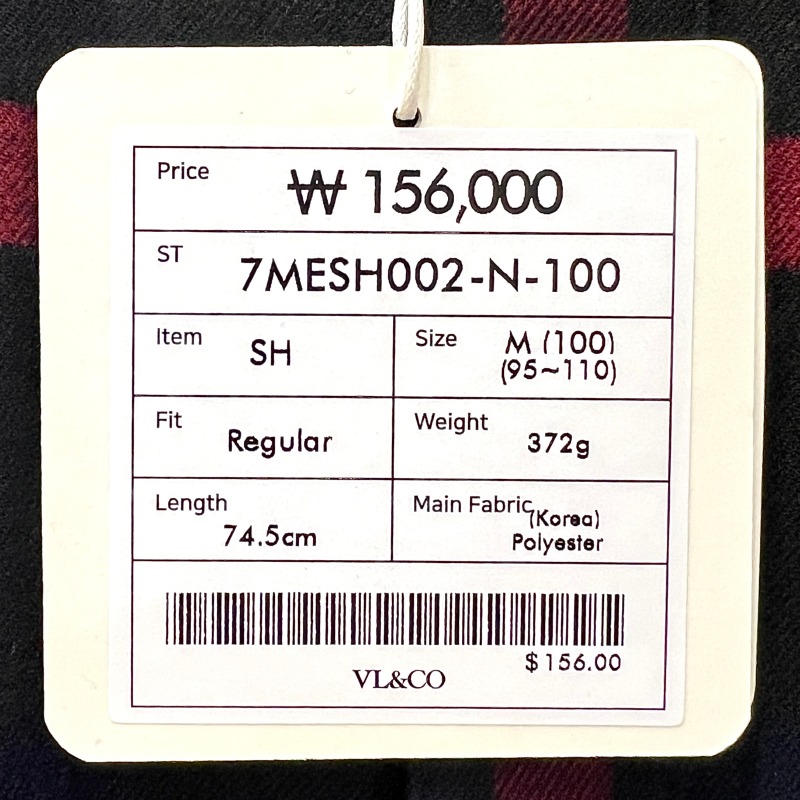 Price
₩ 156,000
ST
7MESH002-N-100
Item
SH
Size
M (100)
(95~110)
Fit
Regular
Weight
372g
Length
74.5cm
Main Fabric
(Korea)
Polyester
$156.00
VL&CO